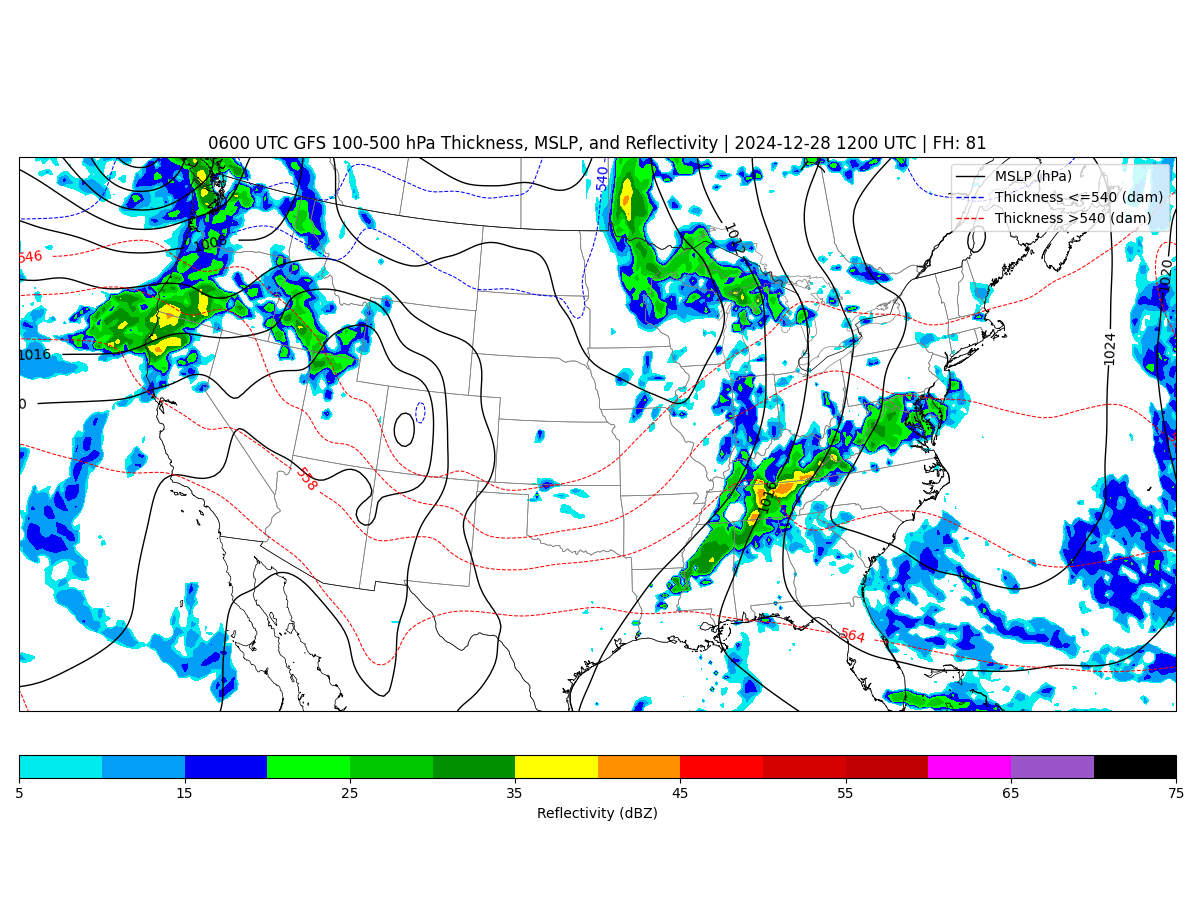 0600 UTC GFS 100-500 hPa Thickness, MSLP, and Reflectivity | 2024-12-28 1200 UTC | FH: 81
MSLP (hPa)
Thickness <=540 (dam)
Thickness >540 (dam)
540
1012
1008
546
1020
1016
1024
0
558
1016
564
5 15 25 35 45 55 65 75
Reflectivity (dBZ)